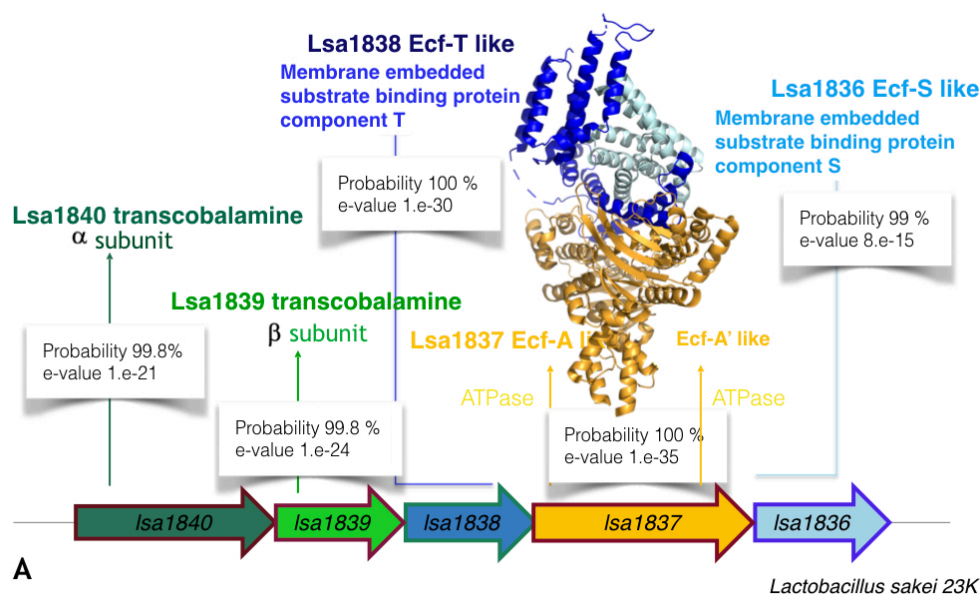 Lsa1838 Ecf-T like
Membrane embedded
substrate binding protein
component T
Lsa1836 Ecf-S like
Membrane embedded
substrate binding protein
component S
Probability 100 %
e-value 1.e-30
Probability 99 %
e-value 8.e-15
Lsa1840 transcobalamine
α subunit
Lsa1839 transcobalamine
β subunit
Lsa1837 Ecf-A li
Ecf-A' like
Probability 99.8%
e-value 1.e-21
ATPase
ATPase
Probability 99.8 %
e-value 1.e-24
Probability 100 %
e-value 1.e-35
lsa1840
lsa1839
lsa1838
lsa1837
lsa1836
A
Lactobacillus sakei 23K